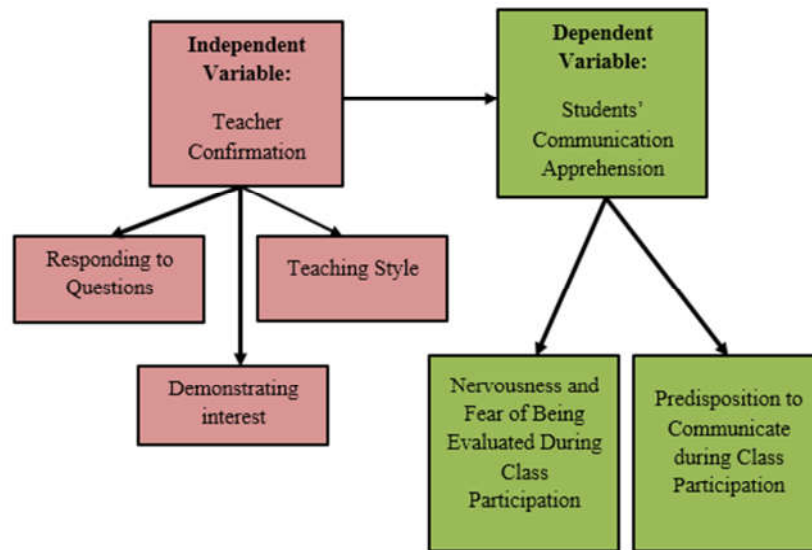 Independent
Variable:
Teacher
Confirmation
Dependent
Variable:
Students’
Communication
Apprehension
Responding to
Questions
Teaching Style
Demonstrating
interest
Nervousness and
Fear of Being
Evaluated During
Class
Participation
Predisposition to
Communicate
during Class
Participation